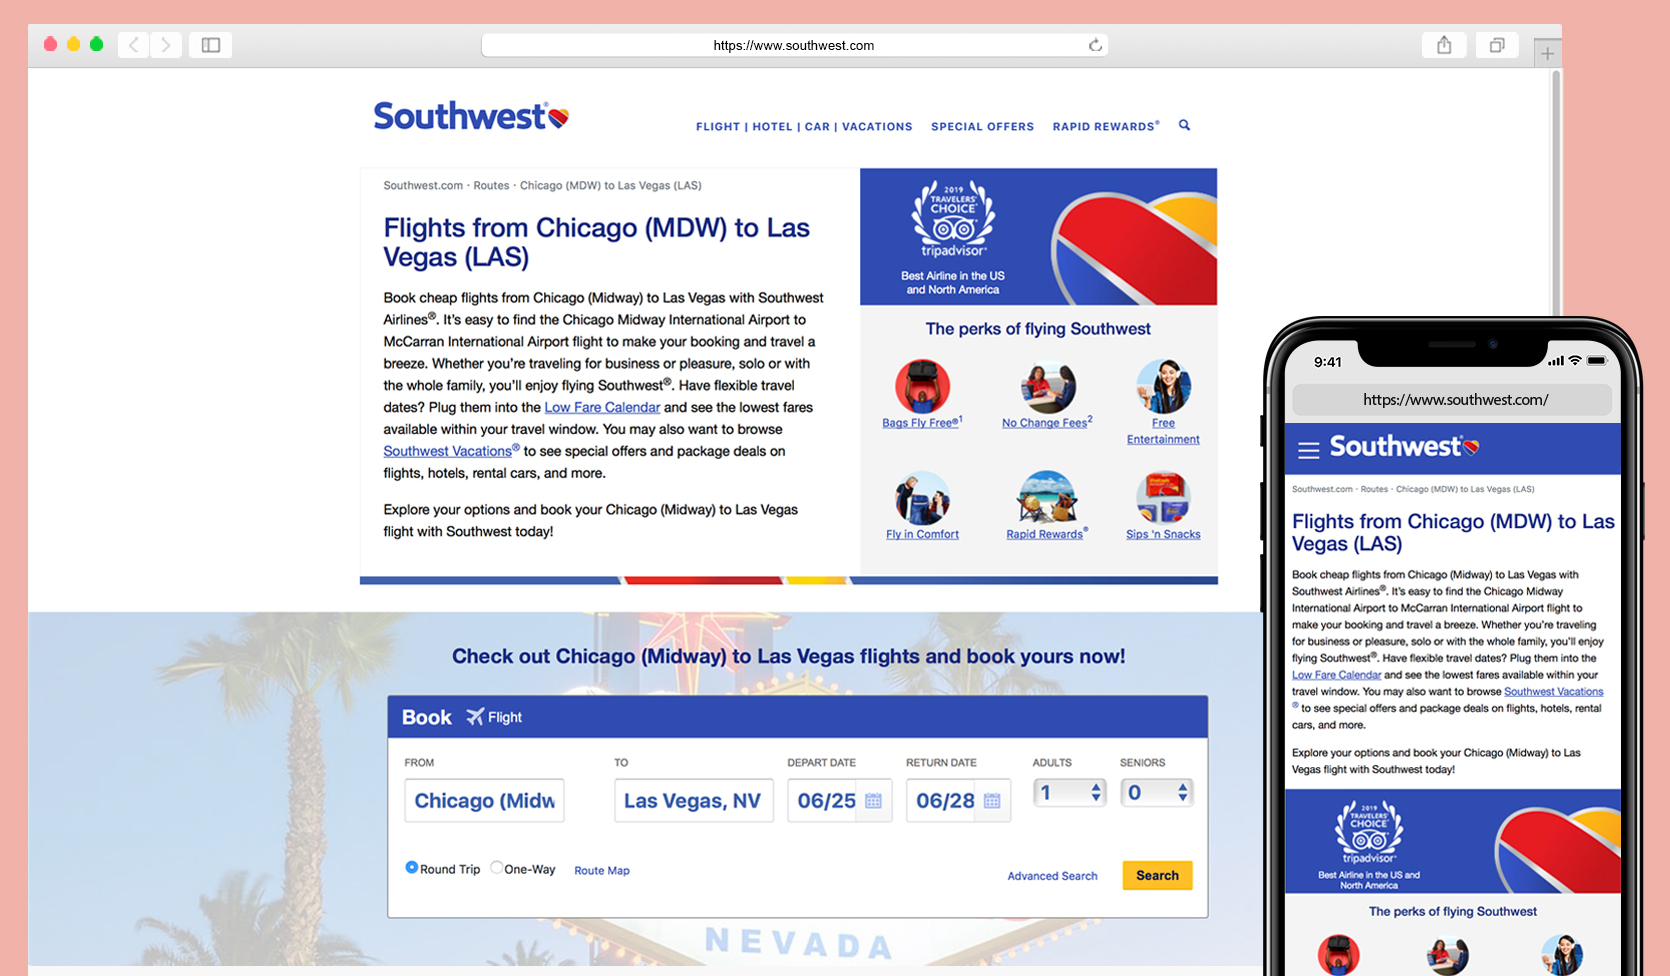 https://www.southwest.com
Southwest®
FLIGHT | HOTEL | CAR | VACATIONS SPECIAL OFFERS RAPID REWARDS®
Southwest.com · Routes · Chicago (MDW) to Las Vegas (LAS)
Flights from Chicago (MDW) to Las
Vegas (LAS)
Book cheap flights from Chicago (Midway) to Las Vegas with Southwest
Airlines®. It's easy to find the Chicago Midway International Airport to
McCarran International Airport flight to make your booking and travel a
breeze. Whether you're traveling for business or pleasure, solo or with
the whole family, you'll enjoy flying Southwest®. Have flexible travel
dates? Plug them into the Low Fare Calendar and see the lowest fares
available within your travel window. You may also want to browse
Southwest Vacations® to see special offers and package deals on
flights, hotels, rental cars, and more.
Explore your options and book your Chicago (Midway) to Las Vegas
flight with Southwest today!
2019
TRAVELERS'
CHOICE™
tripadvisor®
Best Airline in the US
and North America
The perks of flying Southwest
Bags Fly Free®¹
No Change Fees²
Free
Entertainment
Fly in Comfort
Rapid Rewards®
Sips 'n Snacks
Check out Chicago (Midway) to Las Vegas flights and book yours now!
Book Flight
FROM TO DEPART DATE RETURN DATE ADULTS SENIORS
Chicago (Midw Las Vegas, NV 06/25 06/28 1 0
Round Trip One-Way Route Map Advanced Search Search
NEVADA
9:41
https://www.southwest.com/
Southwest®
Southwest.com · Routes · Chicago (MDW) to Las Vegas (LAS)
Flights from Chicago (MDW) to Las
Vegas (LAS)
Book cheap flights from Chicago (Midway) to Las Vegas with
Southwest Airlines®. It's easy to find the Chicago Midway
International Airport to McCarran International Airport flight to
make your booking and travel a breeze. Whether you're traveling
for business or pleasure, solo or with the whole family, you'll enjoy
flying Southwest®. Have flexible travel dates? Plug them into the
Low Fare Calendar and see the lowest fares available within your
travel window. You may also want to browse Southwest Vacations
® to see special offers and package deals on flights, hotels, rental
cars, and more.
Explore your options and book your Chicago (Midway) to Las
Vegas flight with Southwest today!
2019
TRAVELERS'
CHOICE™
tripadvisor®
Best Airline in the US and
North America
The perks of flying Southwest